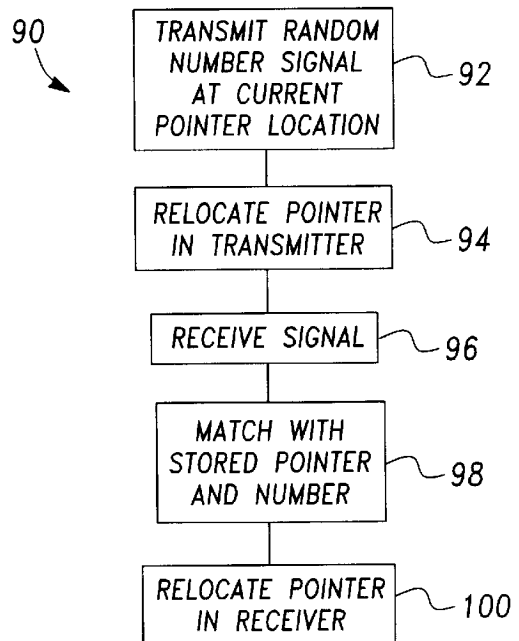 90
TRANSMIT RANDOM
NUMBER SIGNAL
AT CURRENT
POINTER LOCATION
92
RELOCATE POINTER
IN TRANSMITTER
94
RECEIVE SIGNAL
96
MATCH WITH
STORED POINTER
AND NUMBER
98
RELOCATE POINTER
IN RECEIVER
100